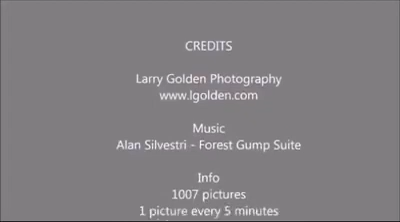 CREDITS
Larry Golden Photography
www.lgolden.com
Music
Alan Silvestri - Forest Gump Suite
Info
1007 pictures
1 picture every 5 minutes